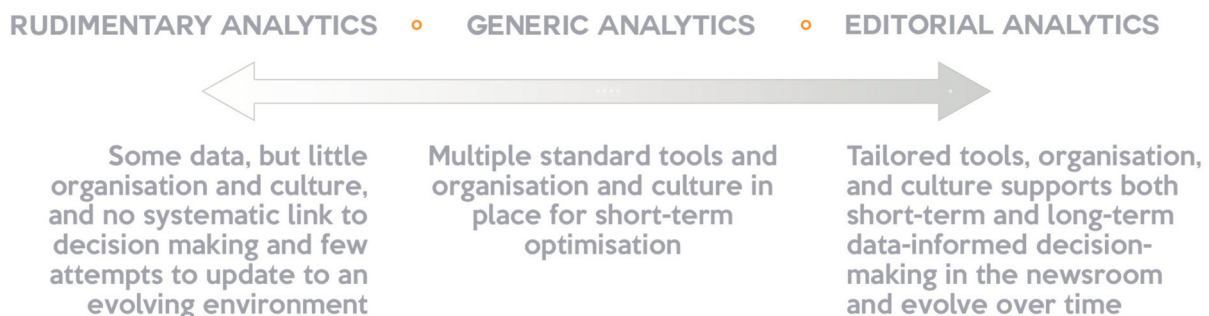 RUDIMENTARY ANALYTICS
GENERIC ANALYTICS
EDITORIAL ANALYTICS
Some data, but little
organisation and culture,
and no systematic link to
decision making and few
attempts to update to an
evolving environment
Multiple standard tools and
organisation and culture in
place for short-term
optimisation
Tailored tools, organisation,
and culture supports both
short-term and long-term
data-informed decision-
making in the newsroom
and evolve over time